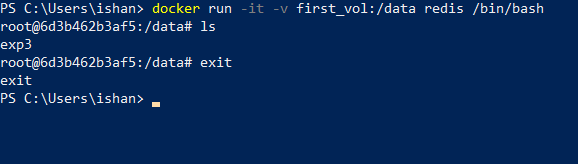 PS C:\Users\ishan> docker run -it -v first_vol:/data redis /bin/bash
root@6d3b462b3af5:/data# ls
exp3
root@6d3b462b3af5:/data# exit
exit
PS C:\Users\ishan>